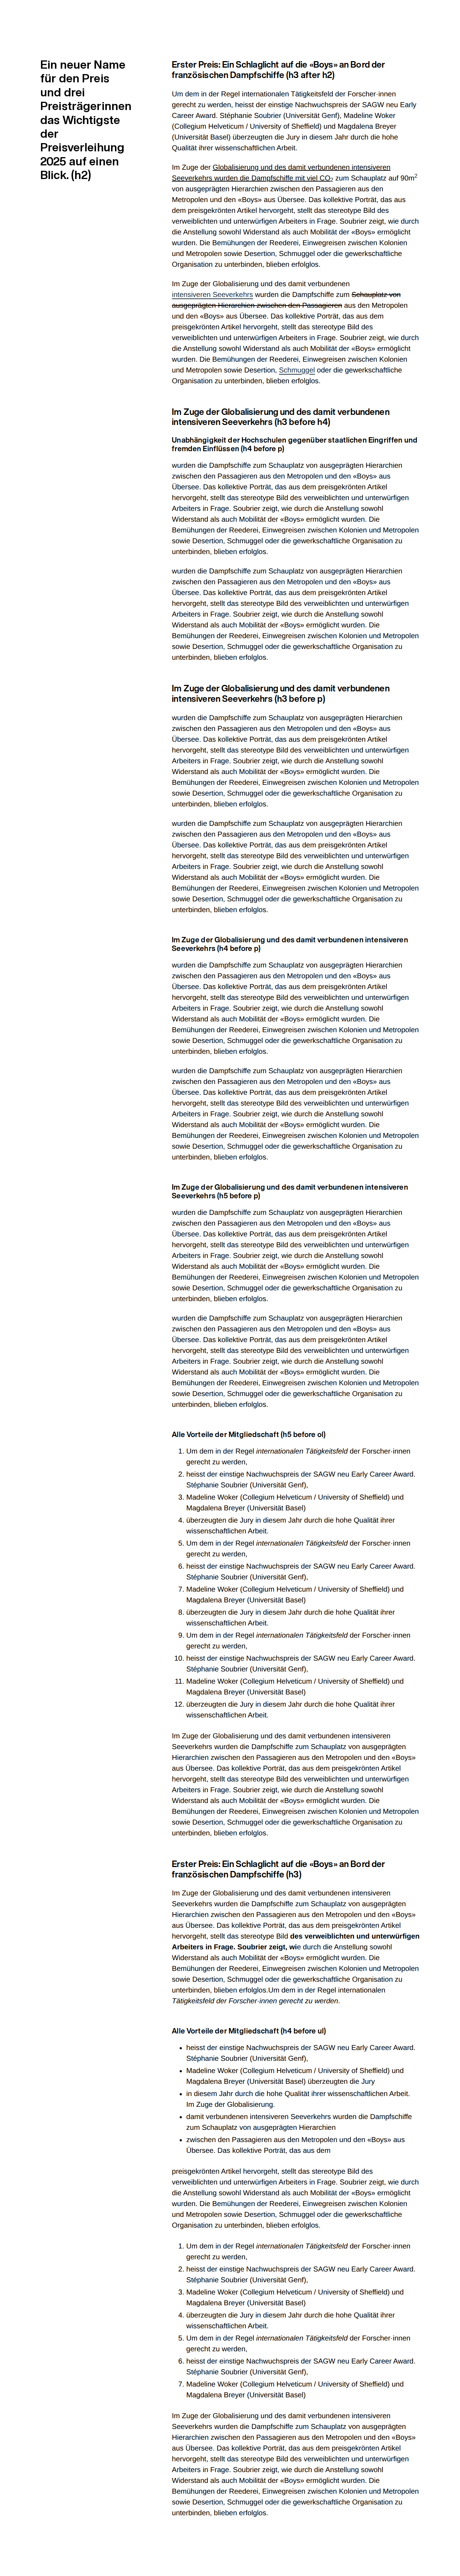 Ein neuer Name
für den Preis
und drei
Preisträgerinnen
das Wichtigste
der
Preisverleihung
2025 auf einen
Blick. (h2)
Erster Preis: Ein Schlaglicht auf die «Boys» an Bord der
französischen Dampfschiffe (h3 after h2)
Um dem in der Regel internationalen Tätigkeitsfeld der Forscher·innen
gerecht zu werden, heisst der einstige Nachwuchspreis der SAGW neu Early
Career Award. Stéphanie Soubrier (Universität Genf), Madeline Woker
(Collegium Helveticum / University of Sheffield) und Magdalena Breyer
(Universität Basel) überzeugten die Jury in diesem Jahr durch die hohe
Qualität ihrer wissenschaftlichen Arbeit.
Im Zuge der Globalisierung und des damit verbundenen intensiveren
Seeverkehrs wurden die Dampfschiffe mit viel CO₂ zum Schauplatz auf 90m²
von ausgeprägten Hierarchien zwischen den Passagieren aus den
Metropolen und den «Boys» aus Übersee. Das kollektive Porträt, das aus
dem preisgekrönten Artikel hervorgeht, stellt das stereotype Bild des
verweiblichten und unterwürfigen Arbeiters in Frage. Soubrier zeigt, wie durch
die Anstellung sowohl Widerstand als auch Mobilität der «Boys» ermöglicht
wurden. Die Bemühungen der Reederei, Einwegreisen zwischen Kolonien
und Metropolen sowie Desertion, Schmuggel oder die gewerkschaftliche
Organisation zu unterbinden, blieben erfolglos.
Im Zuge der Globalisierung und des damit verbundenen
intensiveren Seeverkehrs wurden die Dampfschiffe zum Schauplatz von
ausgeprägten Hierarchien zwischen den Passagieren aus den Metropolen
und den «Boys» aus Übersee. Das kollektive Porträt, das aus dem
preisgekrönten Artikel hervorgeht, stellt das stereotype Bild des
verweiblichten und unterwürfigen Arbeiters in Frage. Soubrier zeigt, wie durch
die Anstellung sowohl Widerstand als auch Mobilität der «Boys» ermöglicht
wurden. Die Bemühungen der Reederei, Einwegreisen zwischen Kolonien
und Metropolen sowie Desertion, Schmuggel oder die gewerkschaftliche
Organisation zu unterbinden, blieben erfolglos.
Im Zuge der Globalisierung und des damit verbundenen
intensiveren Seeverkehrs (h3 before h4)
Unabhängigkeit der Hochschulen gegenüber staatlichen Eingriffen und
fremden Einflüssen (h4 before p)
wurden die Dampfschiffe zum Schauplatz von ausgeprägten Hierarchien
zwischen den Passagieren aus den Metropolen und den «Boys» aus
Übersee. Das kollektive Porträt, das aus dem preisgekrönten Artikel
hervorgeht, stellt das stereotype Bild des verweiblichten und unterwürfigen
Arbeiters in Frage. Soubrier zeigt, wie durch die Anstellung sowohl
Widerstand als auch Mobilität der «Boys» ermöglicht wurden. Die
Bemühungen der Reederei, Einwegreisen zwischen Kolonien und Metropolen
sowie Desertion, Schmuggel oder die gewerkschaftliche Organisation zu
unterbinden, blieben erfolglos.
wurden die Dampfschiffe zum Schauplatz von ausgeprägten Hierarchien
zwischen den Passagieren aus den Metropolen und den «Boys» aus
Übersee. Das kollektive Porträt, das aus dem preisgekrönten Artikel
hervorgeht, stellt das stereotype Bild des verweiblichten und unterwürfigen
Arbeiters in Frage. Soubrier zeigt, wie durch die Anstellung sowohl
Widerstand als auch Mobilität der «Boys» ermöglicht wurden. Die
Bemühungen der Reederei, Einwegreisen zwischen Kolonien und Metropolen
sowie Desertion, Schmuggel oder die gewerkschaftliche Organisation zu
unterbinden, blieben erfolglos.
Im Zuge der Globalisierung und des damit verbundenen
intensiveren Seeverkehrs (h3 before p)
wurden die Dampfschiffe zum Schauplatz von ausgeprägten Hierarchien
zwischen den Passagieren aus den Metropolen und den «Boys» aus
Übersee. Das kollektive Porträt, das aus dem preisgekrönten Artikel
hervorgeht, stellt das stereotype Bild des verweiblichten und unterwürfigen
Arbeiters in Frage. Soubrier zeigt, wie durch die Anstellung sowohl
Widerstand als auch Mobilität der «Boys» ermöglicht wurden. Die
Bemühungen der Reederei, Einwegreisen zwischen Kolonien und Metropolen
sowie Desertion, Schmuggel oder die gewerkschaftliche Organisation zu
unterbinden, blieben erfolglos.
wurden die Dampfschiffe zum Schauplatz von ausgeprägten Hierarchien
zwischen den Passagieren aus den Metropolen und den «Boys» aus
Übersee. Das kollektive Porträt, das aus dem preisgekrönten Artikel
hervorgeht, stellt das stereotype Bild des verweiblichten und unterwürfigen
Arbeiters in Frage. Soubrier zeigt, wie durch die Anstellung sowohl
Widerstand als auch Mobilität der «Boys» ermöglicht wurden. Die
Bemühungen der Reederei, Einwegreisen zwischen Kolonien und Metropolen
sowie Desertion, Schmuggel oder die gewerkschaftliche Organisation zu
unterbinden, blieben erfolglos.
Im Zuge der Globalisierung und des damit verbundenen intensiveren
Seeverkehrs (h4 before p)
wurden die Dampfschiffe zum Schauplatz von ausgeprägten Hierarchien
zwischen den Passagieren aus den Metropolen und den «Boys» aus
Übersee. Das kollektive Porträt, das aus dem preisgekrönten Artikel
hervorgeht, stellt das stereotype Bild des verweiblichten und unterwürfigen
Arbeiters in Frage. Soubrier zeigt, wie durch die Anstellung sowohl
Widerstand als auch Mobilität der «Boys» ermöglicht wurden. Die
Bemühungen der Reederei, Einwegreisen zwischen Kolonien und Metropolen
sowie Desertion, Schmuggel oder die gewerkschaftliche Organisation zu
unterbinden, blieben erfolglos.
wurden die Dampfschiffe zum Schauplatz von ausgeprägten Hierarchien
zwischen den Passagieren aus den Metropolen und den «Boys» aus
Übersee. Das kollektive Porträt, das aus dem preisgekrönten Artikel
hervorgeht, stellt das stereotype Bild des verweiblichten und unterwürfigen
Arbeiters in Frage. Soubrier zeigt, wie durch die Anstellung sowohl
Widerstand als auch Mobilität der «Boys» ermöglicht wurden. Die
Bemühungen der Reederei, Einwegreisen zwischen Kolonien und Metropolen
sowie Desertion, Schmuggel oder die gewerkschaftliche Organisation zu
unterbinden, blieben erfolglos.
Im Zuge der Globalisierung und des damit verbundenen intensiveren
Seeverkehrs (h5 before p)
wurden die Dampfschiffe zum Schauplatz von ausgeprägten Hierarchien
zwischen den Passagieren aus den Metropolen und den «Boys» aus
Übersee. Das kollektive Porträt, das aus dem preisgekrönten Artikel
hervorgeht, stellt das stereotype Bild des verweiblichten und unterwürfigen
Arbeiters in Frage. Soubrier zeigt, wie durch die Anstellung sowohl
Widerstand als auch Mobilität der «Boys» ermöglicht wurden. Die
Bemühungen der Reederei, Einwegreisen zwischen Kolonien und Metropolen
sowie Desertion, Schmuggel oder die gewerkschaftliche Organisation zu
unterbinden, blieben erfolglos.
wurden die Dampfschiffe zum Schauplatz von ausgeprägten Hierarchien
zwischen den Passagieren aus den Metropolen und den «Boys» aus
Übersee. Das kollektive Porträt, das aus dem preisgekrönten Artikel
hervorgeht, stellt das stereotype Bild des verweiblichten und unterwürfigen
Arbeiters in Frage. Soubrier zeigt, wie durch die Anstellung sowohl
Widerstand als auch Mobilität der «Boys» ermöglicht wurden. Die
Bemühungen der Reederei, Einwegreisen zwischen Kolonien und Metropolen
sowie Desertion, Schmuggel oder die gewerkschaftliche Organisation zu
unterbinden, blieben erfolglos.
Alle Vorteile der Mitgliedschaft (h5 before ol)
1. Um dem in der Regel internationalen Tätigkeitsfeld der Forscher·innen
gerecht zu werden,
2. heisst der einstige Nachwuchspreis der SAGW neu Early Career Award.
Stéphanie Soubrier (Universität Genf),
3. Madeline Woker (Collegium Helveticum / University of Sheffield) und
Magdalena Breyer (Universität Basel)
4. überzeugten die Jury in diesem Jahr durch die hohe Qualität ihrer
wissenschaftlichen Arbeit.
5. Um dem in der Regel internationalen Tätigkeitsfeld der Forscher·innen
gerecht zu werden,
6. heisst der einstige Nachwuchspreis der SAGW neu Early Career Award.
Stéphanie Soubrier (Universität Genf),
7. Madeline Woker (Collegium Helveticum / University of Sheffield) und
Magdalena Breyer (Universität Basel)
8. überzeugten die Jury in diesem Jahr durch die hohe Qualität ihrer
wissenschaftlichen Arbeit.
9. Um dem in der Regel internationalen Tätigkeitsfeld der Forscher·innen
gerecht zu werden,
10. heisst der einstige Nachwuchspreis der SAGW neu Early Career Award.
Stéphanie Soubrier (Universität Genf),
11. Madeline Woker (Collegium Helveticum / University of Sheffield) und
Magdalena Breyer (Universität Basel)
12. überzeugten die Jury in diesem Jahr durch die hohe Qualität ihrer
wissenschaftlichen Arbeit.
Im Zuge der Globalisierung und des damit verbundenen intensiveren
Seeverkehrs wurden die Dampfschiffe zum Schauplatz von ausgeprägten
Hierarchien zwischen den Passagieren aus den Metropolen und den «Boys»
aus Übersee. Das kollektive Porträt, das aus dem preisgekrönten Artikel
hervorgeht, stellt das stereotype Bild des verweiblichten und unterwürfigen
Arbeiters in Frage. Soubrier zeigt, wie durch die Anstellung sowohl
Widerstand als auch Mobilität der «Boys» ermöglicht wurden. Die
Bemühungen der Reederei, Einwegreisen zwischen Kolonien und Metropolen
sowie Desertion, Schmuggel oder die gewerkschaftliche Organisation zu
unterbinden, blieben erfolglos.
Erster Preis: Ein Schlaglicht auf die «Boys» an Bord der
französischen Dampfschiffe (h3)
Im Zuge der Globalisierung und des damit verbundenen intensiveren
Seeverkehrs wurden die Dampfschiffe zum Schauplatz von ausgeprägten
Hierarchien zwischen den Passagieren aus den Metropolen und den «Boys»
aus Übersee. Das kollektive Porträt, das aus dem preisgekrönten Artikel
hervorgeht, stellt das stereotype Bild des verweiblichten und unterwürfigen
Arbeiters in Frage. Soubrier zeigt, wie durch die Anstellung sowohl
Widerstand als auch Mobilität der «Boys» ermöglicht wurden. Die
Bemühungen der Reederei, Einwegreisen zwischen Kolonien und Metropolen
sowie Desertion, Schmuggel oder die gewerkschaftliche Organisation zu
unterbinden, blieben erfolglos.Um dem in der Regel internationalen
Tätigkeitsfeld der Forscher·innen gerecht zu werden.
Alle Vorteile der Mitgliedschaft (h4 before ul)
• heisst der einstige Nachwuchspreis der SAGW neu Early Career Award.
Stéphanie Soubrier (Universität Genf),
• Madeline Woker (Collegium Helveticum / University of Sheffield) und
Magdalena Breyer (Universität Basel) überzeugten die Jury
• in diesem Jahr durch die hohe Qualität ihrer wissenschaftlichen Arbeit.
Im Zuge der Globalisierung.
• damit verbundenen intensiveren Seeverkehrs wurden die Dampfschiffe
zum Schauplatz von ausgeprägten Hierarchien
• zwischen den Passagieren aus den Metropolen und den «Boys» aus
Übersee. Das kollektive Porträt, das aus dem
preisgekrönten Artikel hervorgeht, stellt das stereotype Bild des
verweiblichten und unterwürfigen Arbeiters in Frage. Soubrier zeigt, wie durch
die Anstellung sowohl Widerstand als auch Mobilität der «Boys» ermöglicht
wurden. Die Bemühungen der Reederei, Einwegreisen zwischen Kolonien
und Metropolen sowie Desertion, Schmuggel oder die gewerkschaftliche
Organisation zu unterbinden, blieben erfolglos.
1. Um dem in der Regel internationalen Tätigkeitsfeld der Forscher·innen
gerecht zu werden,
2. heisst der einstige Nachwuchspreis der SAGW neu Early Career Award.
Stéphanie Soubrier (Universität Genf),
3. Madeline Woker (Collegium Helveticum / University of Sheffield) und
Magdalena Breyer (Universität Basel)
4. überzeugten die Jury in diesem Jahr durch die hohe Qualität ihrer
wissenschaftlichen Arbeit.
5. Um dem in der Regel internationalen Tätigkeitsfeld der Forscher·innen
gerecht zu werden,
6. heisst der einstige Nachwuchspreis der SAGW neu Early Career Award.
Stéphanie Soubrier (Universität Genf),
7. Madeline Woker (Collegium Helveticum / University of Sheffield) und
Magdalena Breyer (Universität Basel)
Im Zuge der Globalisierung und des damit verbundenen intensiveren
Seeverkehrs wurden die Dampfschiffe zum Schauplatz von ausgeprägten
Hierarchien zwischen den Passagieren aus den Metropolen und den «Boys»
aus Übersee. Das kollektive Porträt, das aus dem preisgekrönten Artikel
hervorgeht, stellt das stereotype Bild des verweiblichten und unterwürfigen
Arbeiters in Frage. Soubrier zeigt, wie durch die Anstellung sowohl
Widerstand als auch Mobilität der «Boys» ermöglicht wurden. Die
Bemühungen der Reederei, Einwegreisen zwischen Kolonien und Metropolen
sowie Desertion, Schmuggel oder die gewerkschaftliche Organisation zu
unterbinden, blieben erfolglos.